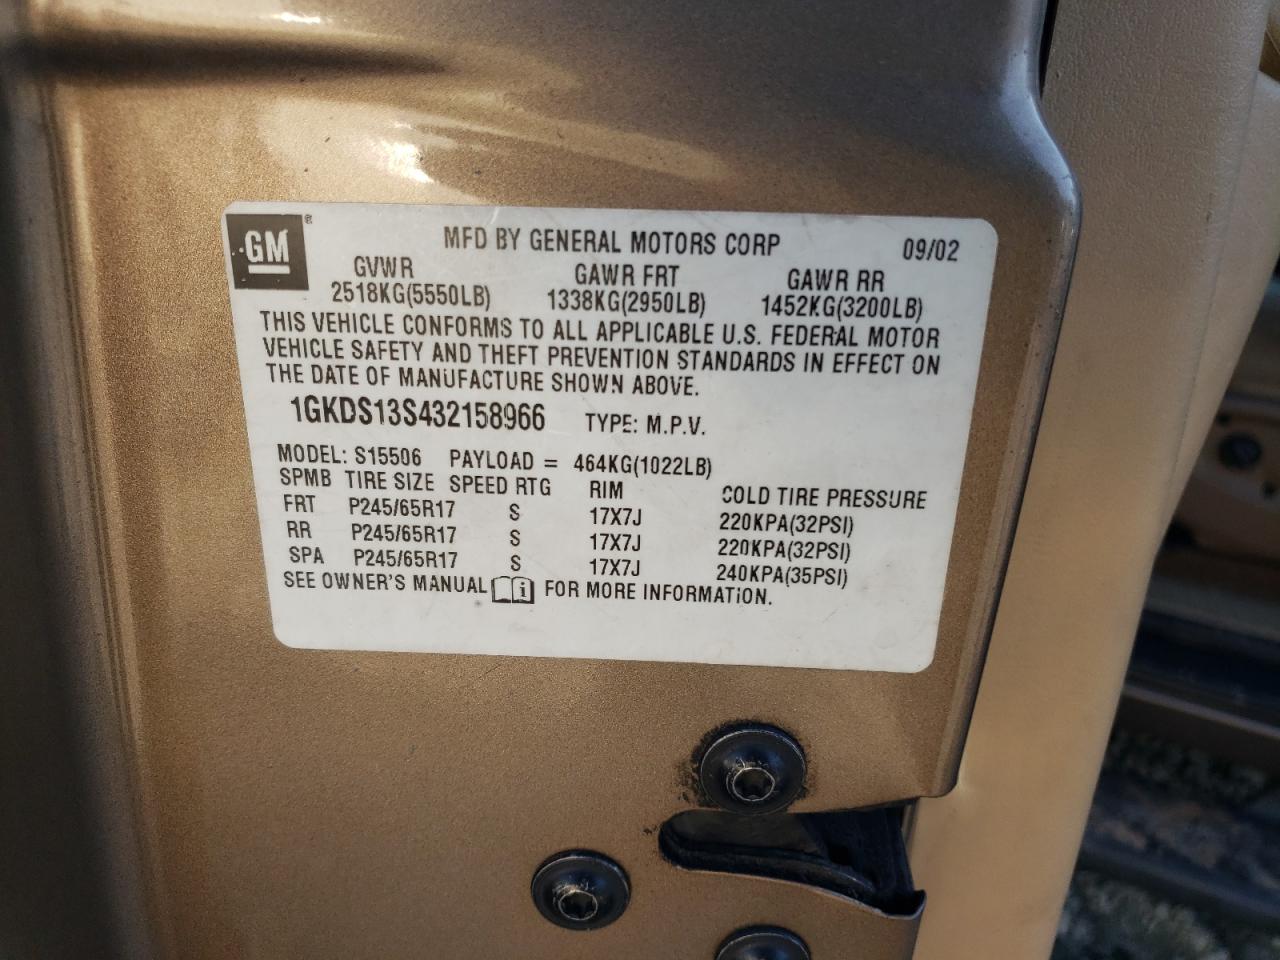 GM ®
MFD BY GENERAL MOTORS CORP 09/02
GVWR GAWR FRT GAWR RR
2518KG(5550LB) 1338KG(2950LB) 1452KG(3200LB)
THIS VEHICLE CONFORMS TO ALL APPLICABLE U.S. FEDERAL MOTOR
VEHICLE SAFETY AND THEFT PREVENTION STANDARDS IN EFFECT ON
THE DATE OF MANUFACTURE SHOWN ABOVE.
1GKDS13S432158966 TYPE: M.P.V.
MODEL: S15506 PAYLOAD = 464KG(1022LB)
SPMB TIRE SIZE SPEED RTG RIM COLD TIRE PRESSURE
FRT P245/65R17 S 17X7J 220KPA(32PSI)
RR P245/65R17 S 17X7J 220KPA(32PSI)
SPA P245/65R17 S 17X7J 240KPA(35PSI)
SEE OWNER'S MANUAL i FOR MORE INFORMATION.